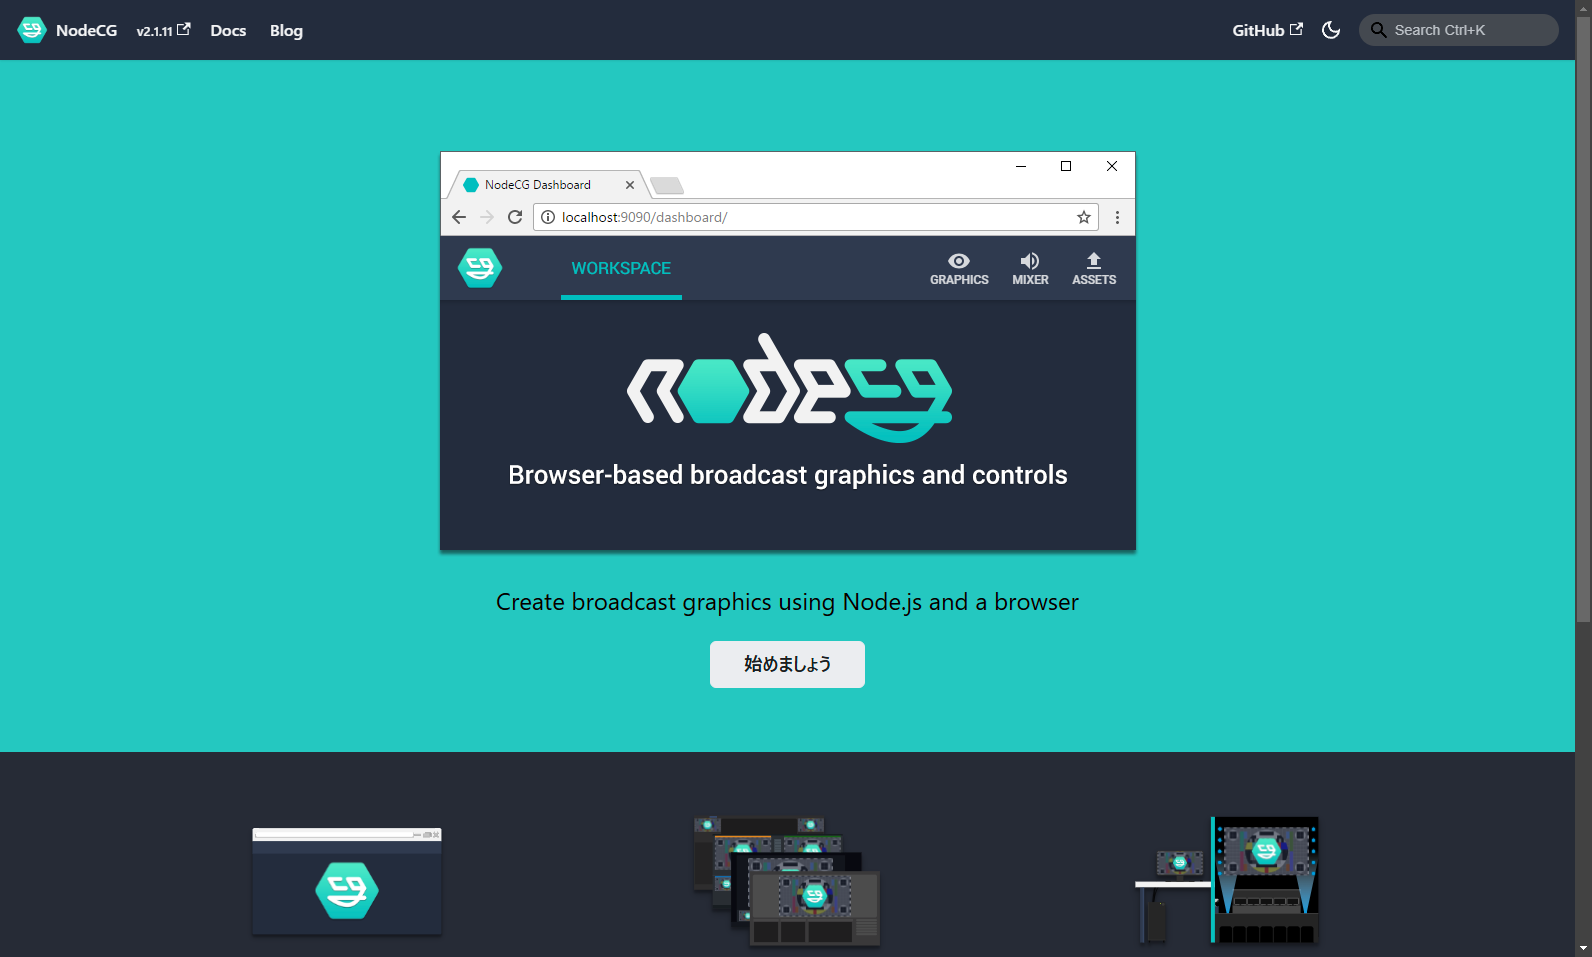 NodeCG v2.1.11 Docs Blog GitHub Search Ctrl+K
NodeCG Dashboard
localhost:9090/dashboard/
WORKSPACE GRAPHICS MIXER ASSETS
nodecg
Browser-based broadcast graphics and controls
Create broadcast graphics using Node.js and a browser
始めましょう